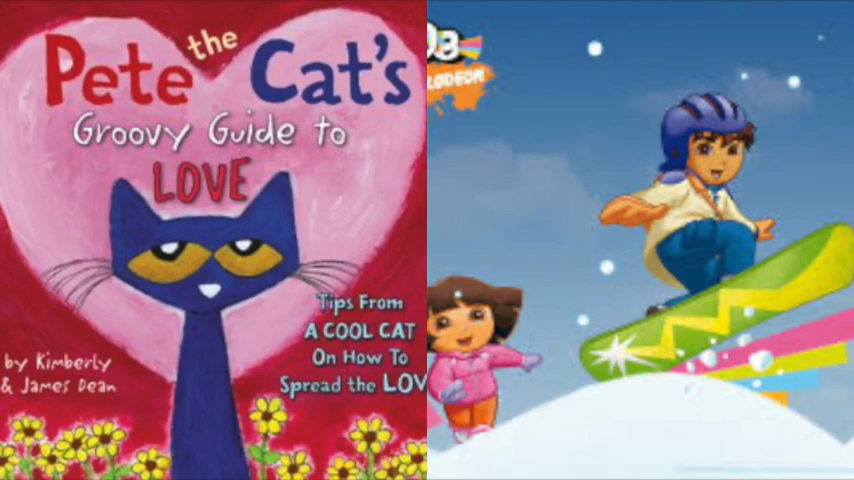 Pete the Cat's
Groovy Guide to
LOVE
Tips From
A COOL CAT
On How To
Spread the LOV
by Kimberly
& James Dean